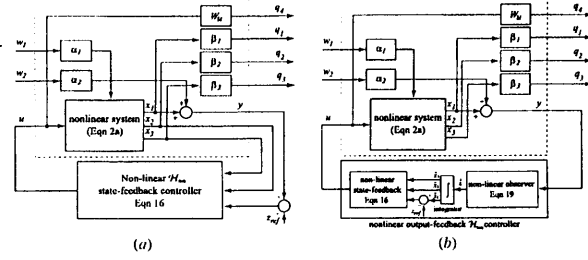 W_u
q_4
w_1
α_1
β_1
q_1
w_2
α_2
β_2
q_2
β_3
q_3
u
nonlinear system
(Eqn 2a)
x_1
x_2
x_3
y
Non-linear H∞
state-feedback controller
Eqn 16
z_ref
(a)
W_u
q_4
w_1
α_1
β_1
q_1
w_2
α_2
β_2
q_2
β_3
q_3
u
nonlinear system
(Eqn 2a)
x_1
x_2
x_3
y
Non-linear H∞
state-feedback
Eqn 16
z_ref
integrator
non-linear observer
Eqn 19
nonlinear output-feedback H∞ controller
(b)